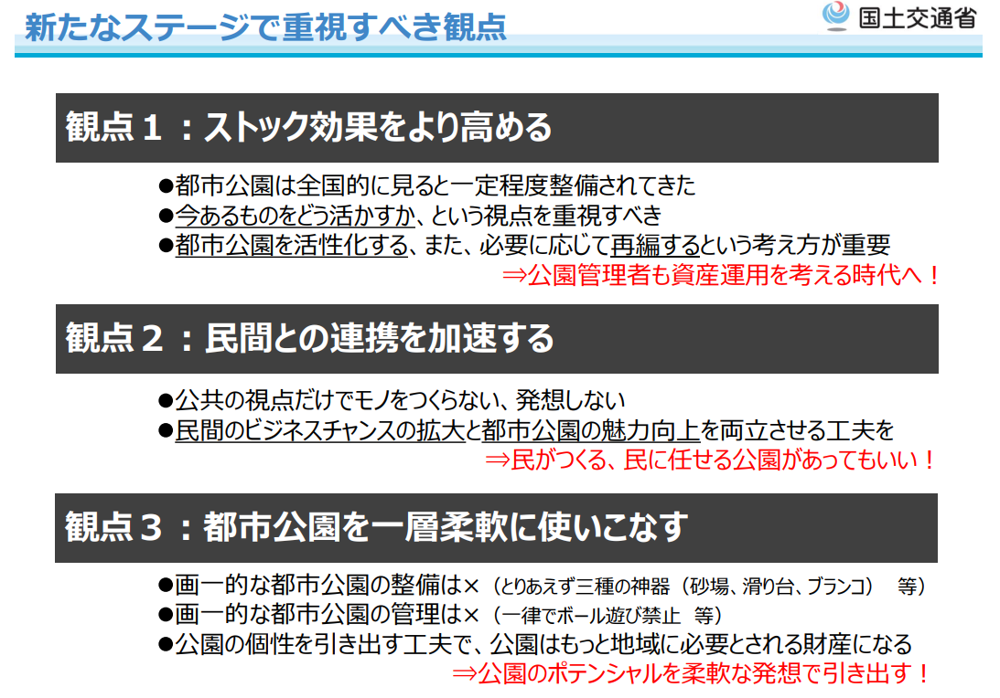 新たなステージで重視すべき観点
国土交通省
観点１：ストック効果をより高める
●都市公園は全国的に見ると一定程度整備されてきた
●今あるものをどう活かすか、という視点を重視すべき
●都市公園を活性化する、また、必要に応じて再編するという考え方が重要
⇒公園管理者も資産運用を考える時代へ！
観点２：民間との連携を加速する
●公共の視点だけでモノをつくらない、発想しない
●民間のビジネスチャンスの拡大と都市公園の魅力向上を両立させる工夫を
⇒民がつくる、民に任せる公園があってもいい！
観点３：都市公園を一層柔軟に使いこなす
●画一的な都市公園の整備は×（とりあえず三種の神器（砂場、滑り台、ブランコ）　等）
●画一的な都市公園の管理は×（一律でボール遊び禁止　等）
●公園の個性を引き出す工夫で、公園はもっと地域に必要とされる財産になる
⇒公園のポテンシャルを柔軟な発想で引き出す！